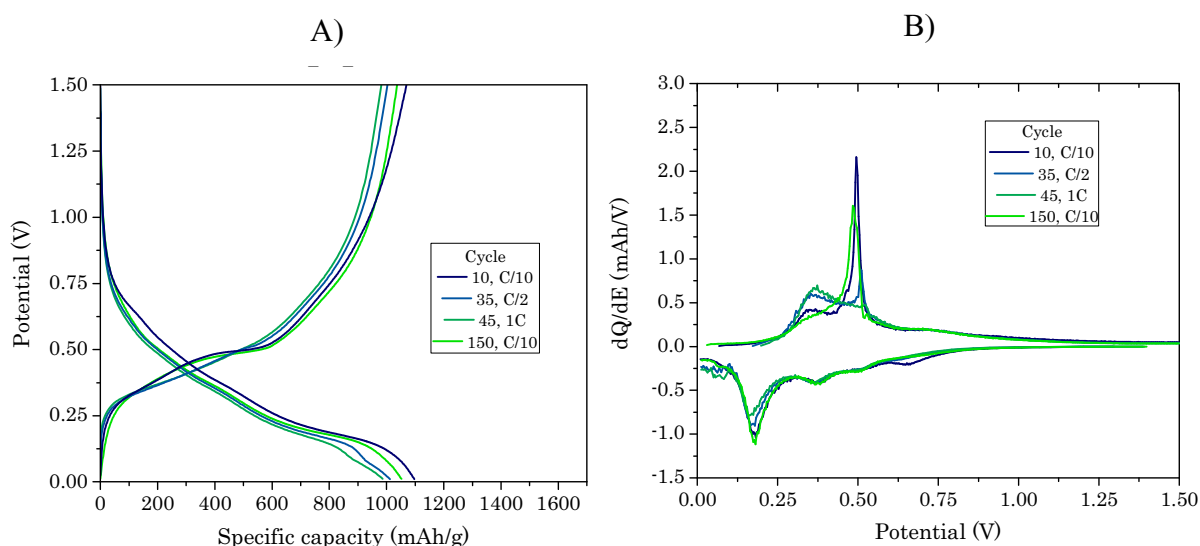 A)
B)
1.50
1.25
1.00
0.75
0.50
0.25
0.00
0
200
400
600
800
1000
1200
1400
1600
Potential (V)
Specific capacity (mAh/g)
Cycle
10, C/10
35, C/2
45, 1C
150, C/10
3.0
2.5
2.0
1.5
1.0
0.5
0.0
-0.5
-1.0
-1.5
0.00
0.25
0.50
0.75
1.00
1.25
1.50
dQ/dE (mAh/V)
Potential (V)
Cycle
10, C/10
35, C/2
45, 1C
150, C/10